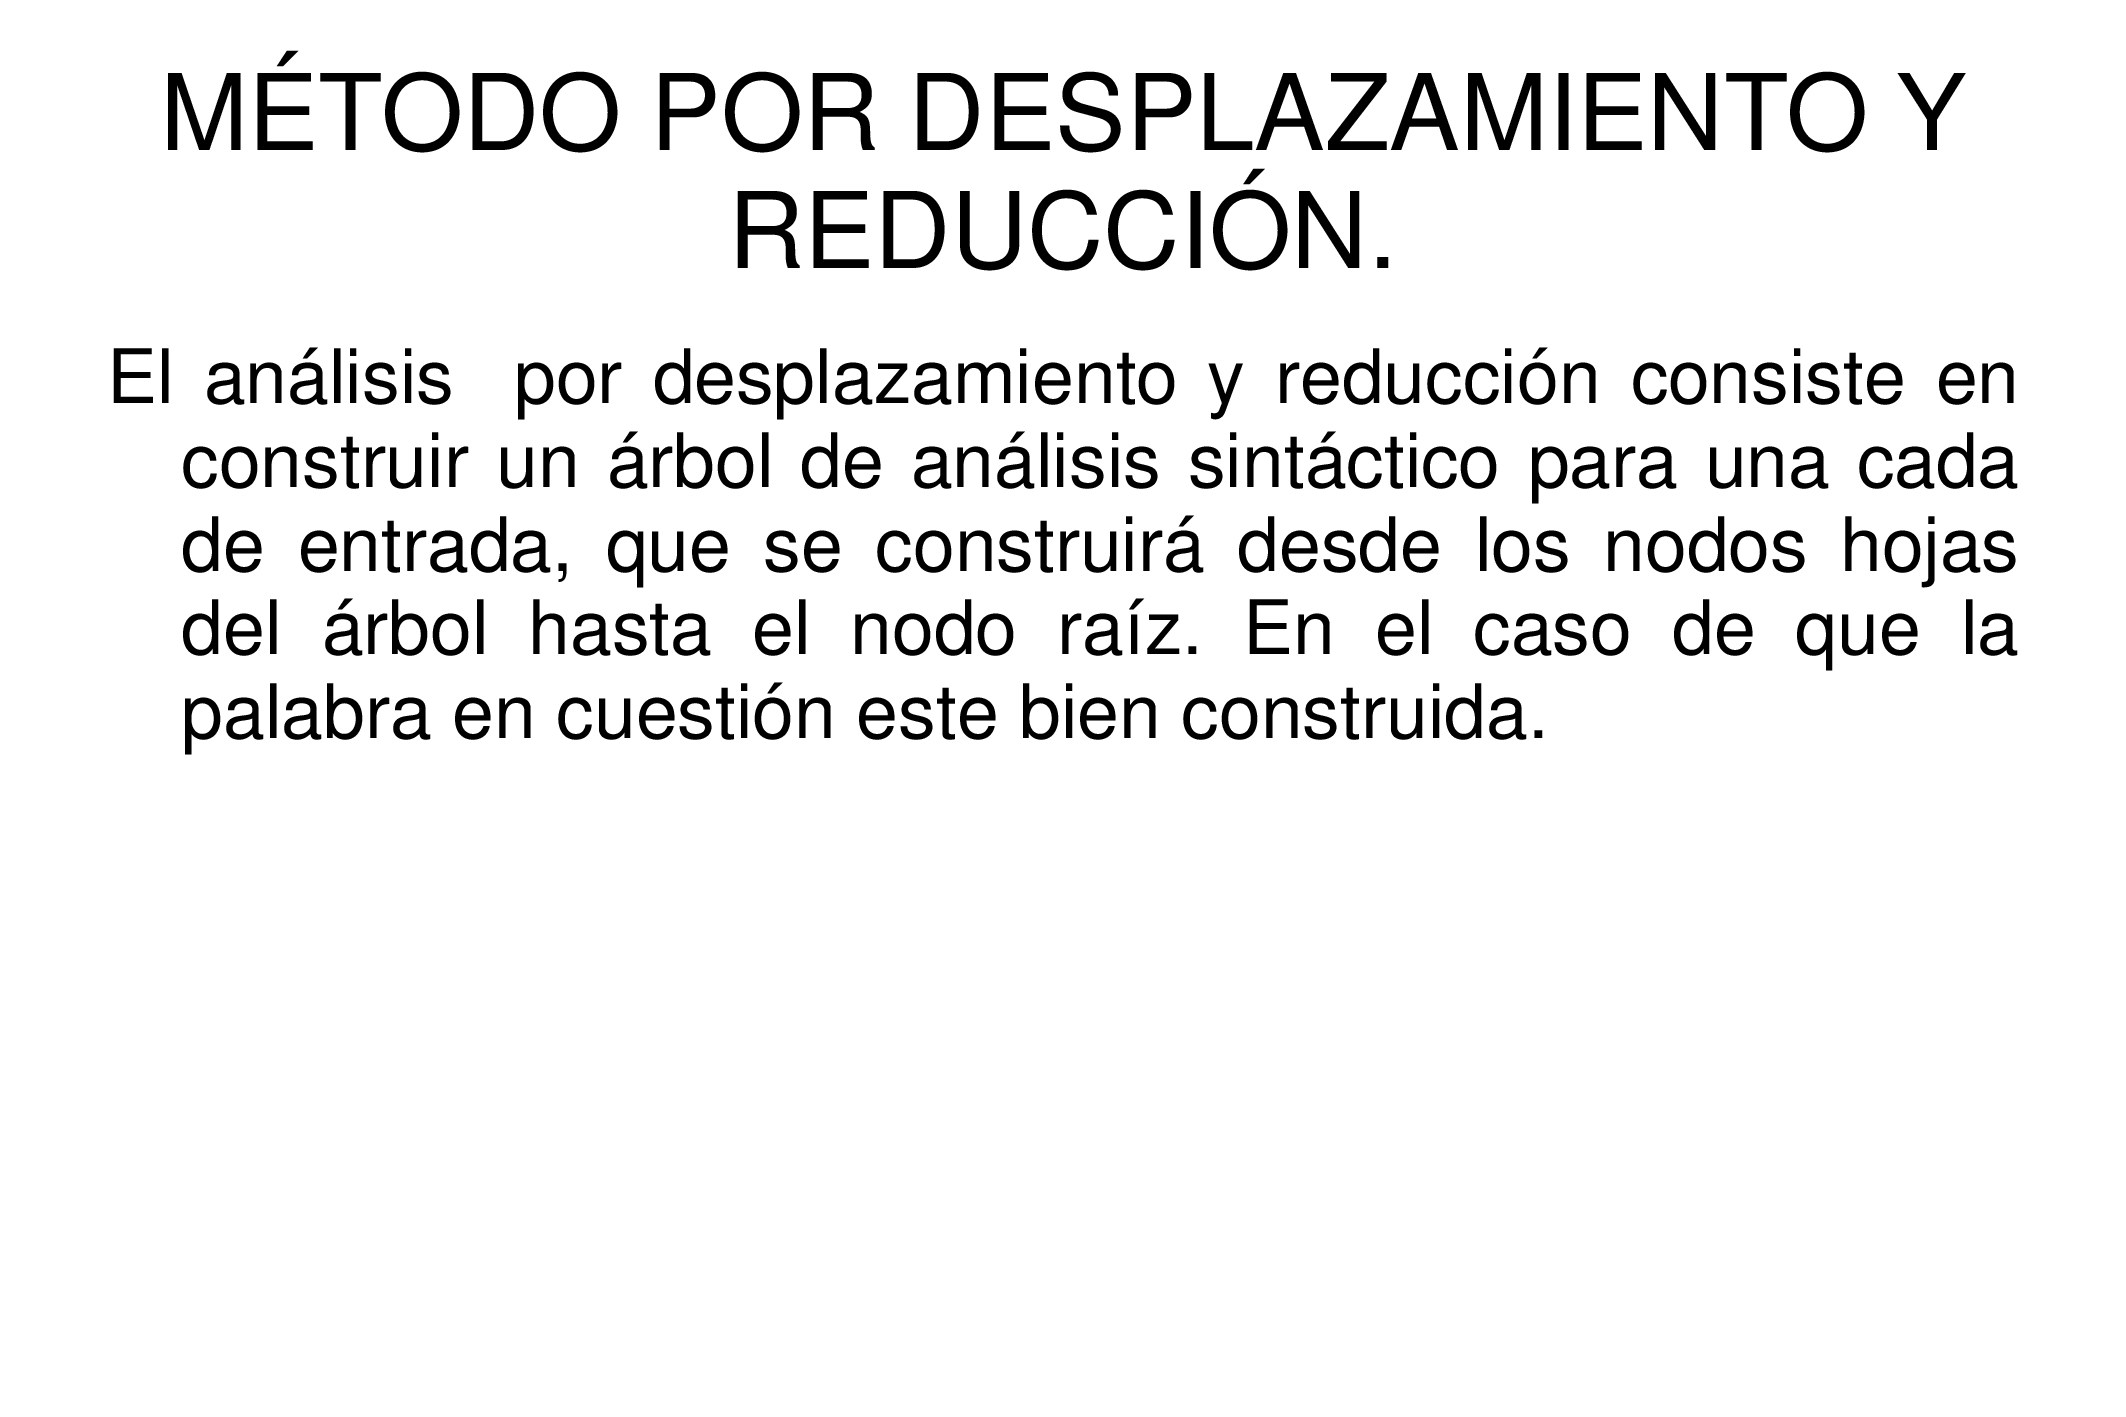 MÉTODO POR DESPLAZAMIENTO Y
REDUCCIÓN.
El análisis  por desplazamiento y reducción consiste en
construir un árbol de análisis sintáctico para una cada
de entrada, que se construirá desde los nodos hojas
del árbol hasta el nodo raíz. En el caso de que la
palabra en cuestión este bien construida.